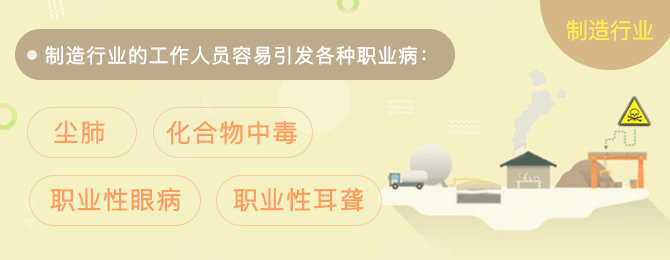 制造行业
制造行业的工作人员容易引发各种职业病：
尘肺
化合物中毒
职业性眼病
职业性耳聋